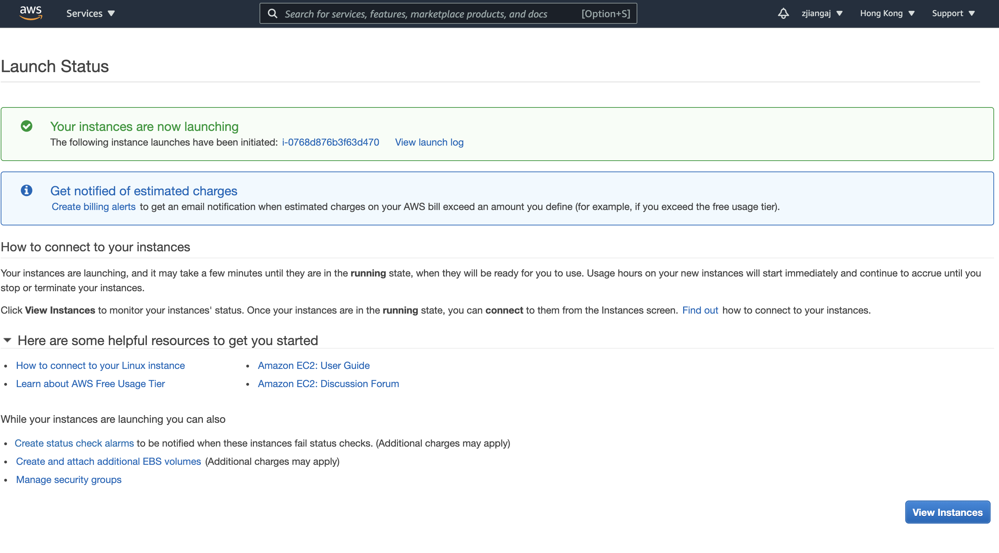 aws Services Search for services, features, marketplace products, and docs [Option+S] zjiangaj Hong Kong Support
Launch Status
Your instances are now launching
The following instance launches have been initiated: i-0768d876b3f63d470 View launch log
Get notified of estimated charges
Create billing alerts to get an email notification when estimated charges on your AWS bill exceed an amount you define (for example, if you exceed the free usage tier).
How to connect to your instances
Your instances are launching, and it may take a few minutes until they are in the running state, when they will be ready for you to use. Usage hours on your new instances will start immediately and continue to accrue until you
stop or terminate your instances.
Click View Instances to monitor your instances' status. Once your instances are in the running state, you can connect to them from the Instances screen. Find out how to connect to your instances.
Here are some helpful resources to get you started
• How to connect to your Linux instance • Amazon EC2: User Guide
• Learn about AWS Free Usage Tier • Amazon EC2: Discussion Forum
While your instances are launching you can also
• Create status check alarms to be notified when these instances fail status checks. (Additional charges may apply)
• Create and attach additional EBS volumes (Additional charges may apply)
• Manage security groups
View Instances